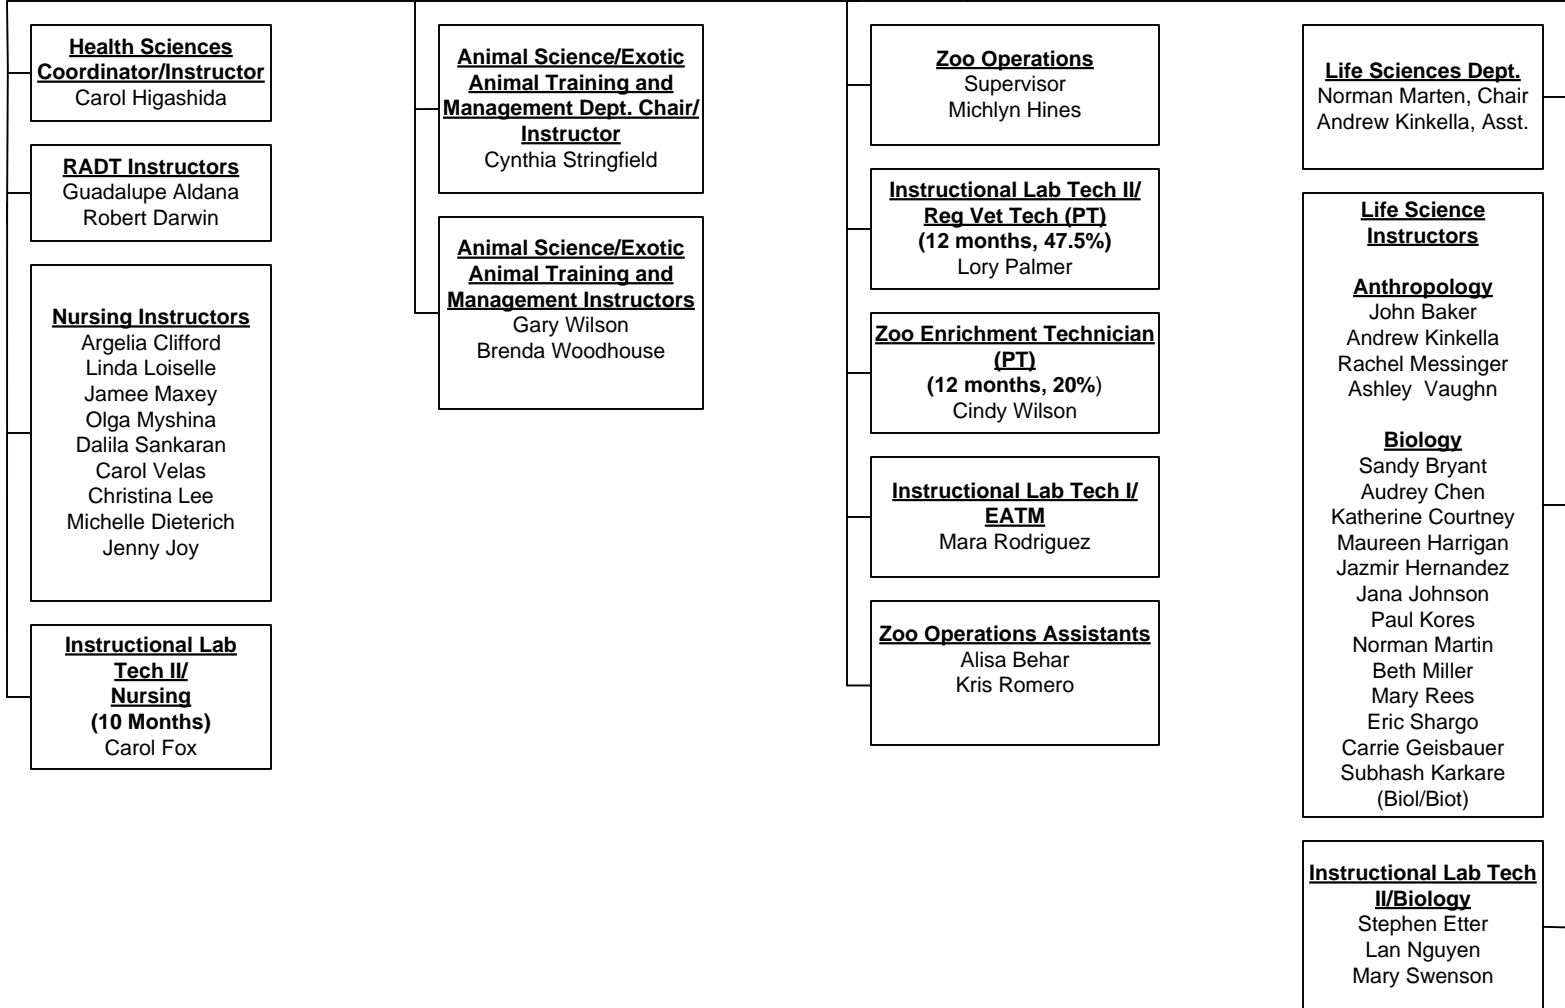 Health Sciences
Coordinator/Instructor
Carol Higashida
RADT Instructors
Guadalupe Aldana
Robert Darwin
Nursing Instructors
Argelia Clifford
Linda Loiselle
Jamee Maxey
Olga Myshina
Dalila Sankaran
Carol Velas
Christina Lee
Michelle Dieterich
Jenny Joy
Instructional Lab
Tech II/
Nursing
(10 Months)
Carol Fox
Animal Science/Exotic
Animal Training and
Management Dept. Chair/
Instructor
Cynthia Stringfield
Animal Science/Exotic
Animal Training and
Management Instructors
Gary Wilson
Brenda Woodhouse
Zoo Operations
Supervisor
Michlyn Hines
Instructional Lab Tech II/
Reg Vet Tech (PT)
(12 months, 47.5%)
Lory Palmer
Zoo Enrichment Technician
(PT)
(12 months, 20%)
Cindy Wilson
Instructional Lab Tech I/
EATM
Mara Rodriguez
Zoo Operations Assistants
Alisa Behar
Kris Romero
Life Sciences Dept.
Norman Marten, Chair
Andrew Kinkella, Asst.
Life Science
Instructors
Anthropology
John Baker
Andrew Kinkella
Rachel Messinger
Ashley  Vaughn
Biology
Sandy Bryant
Audrey Chen
Katherine Courtney
Maureen Harrigan
Jazmir Hernandez
Jana Johnson
Paul Kores
Norman Martin
Beth Miller
Mary Rees
Eric Shargo
Carrie Geisbauer
Subhash Karkare
(Biol/Biot)
Instructional Lab Tech
II/Biology
Stephen Etter
Lan Nguyen
Mary Swenson